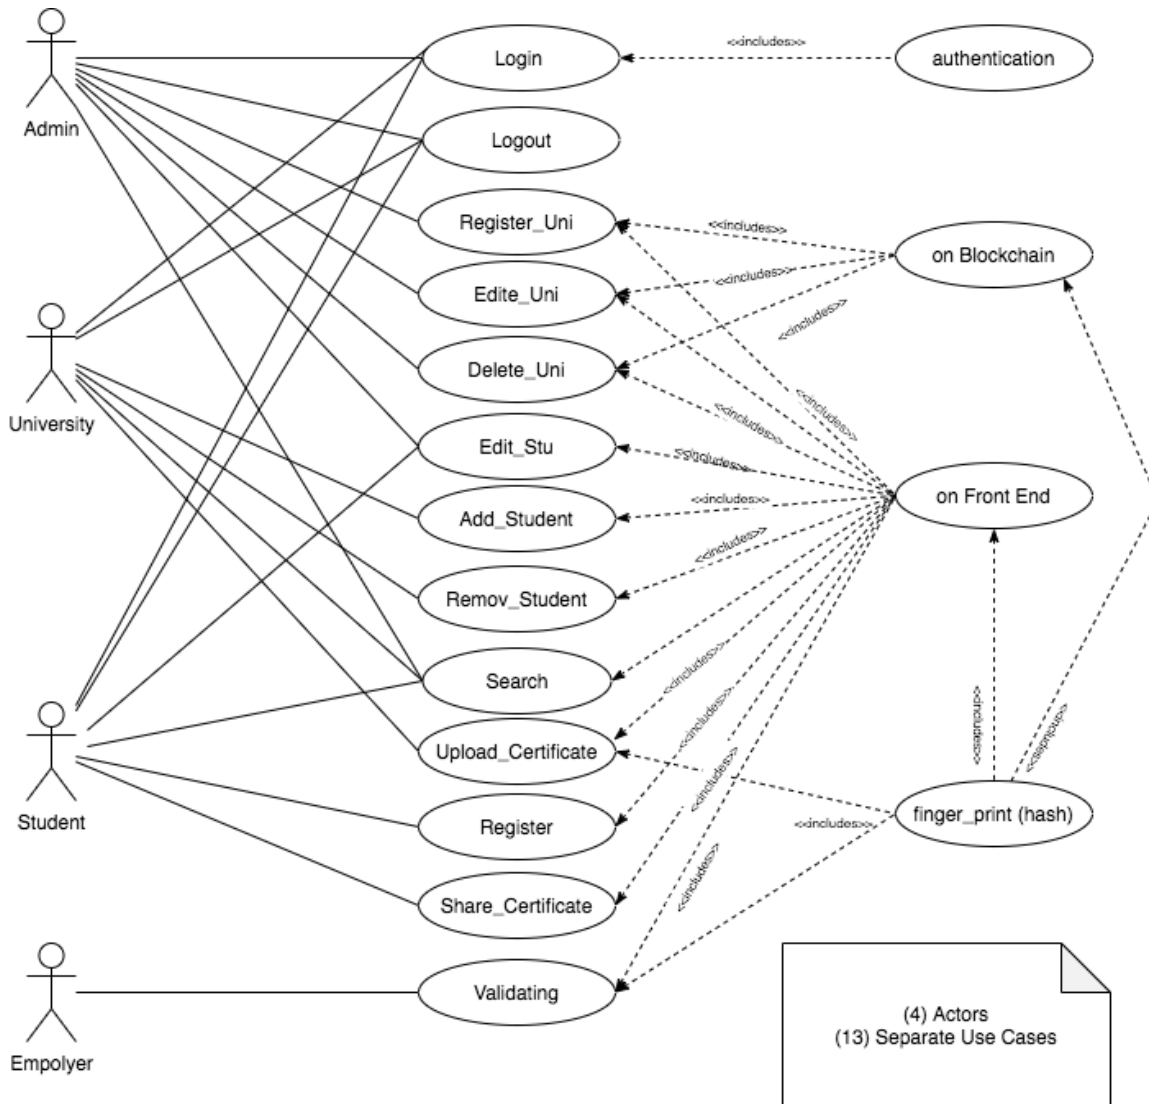 Login
<<includes>>
authentication
Admin
Logout
Register_Uni
<<includes>>
on Blockchain
Edite_Uni
<<includes>>
<<includes>>
University
Delete_Uni
<<includes>>
<<includes>>
Edit_Stu
<<includes>>
on Front End
Add_Student
<<includes>>
Remov_Student
<<includes>>
Search
<<includes>>
Upload_Certificate
<<includes>>
<<includes>>
<<includes>>
<<includes>>
Student
Register
<<includes>>
finger_print (hash)
Share_Certificate
<<includes>>
Validating
Empolyer
(4) Actors
(13) Separate Use Cases